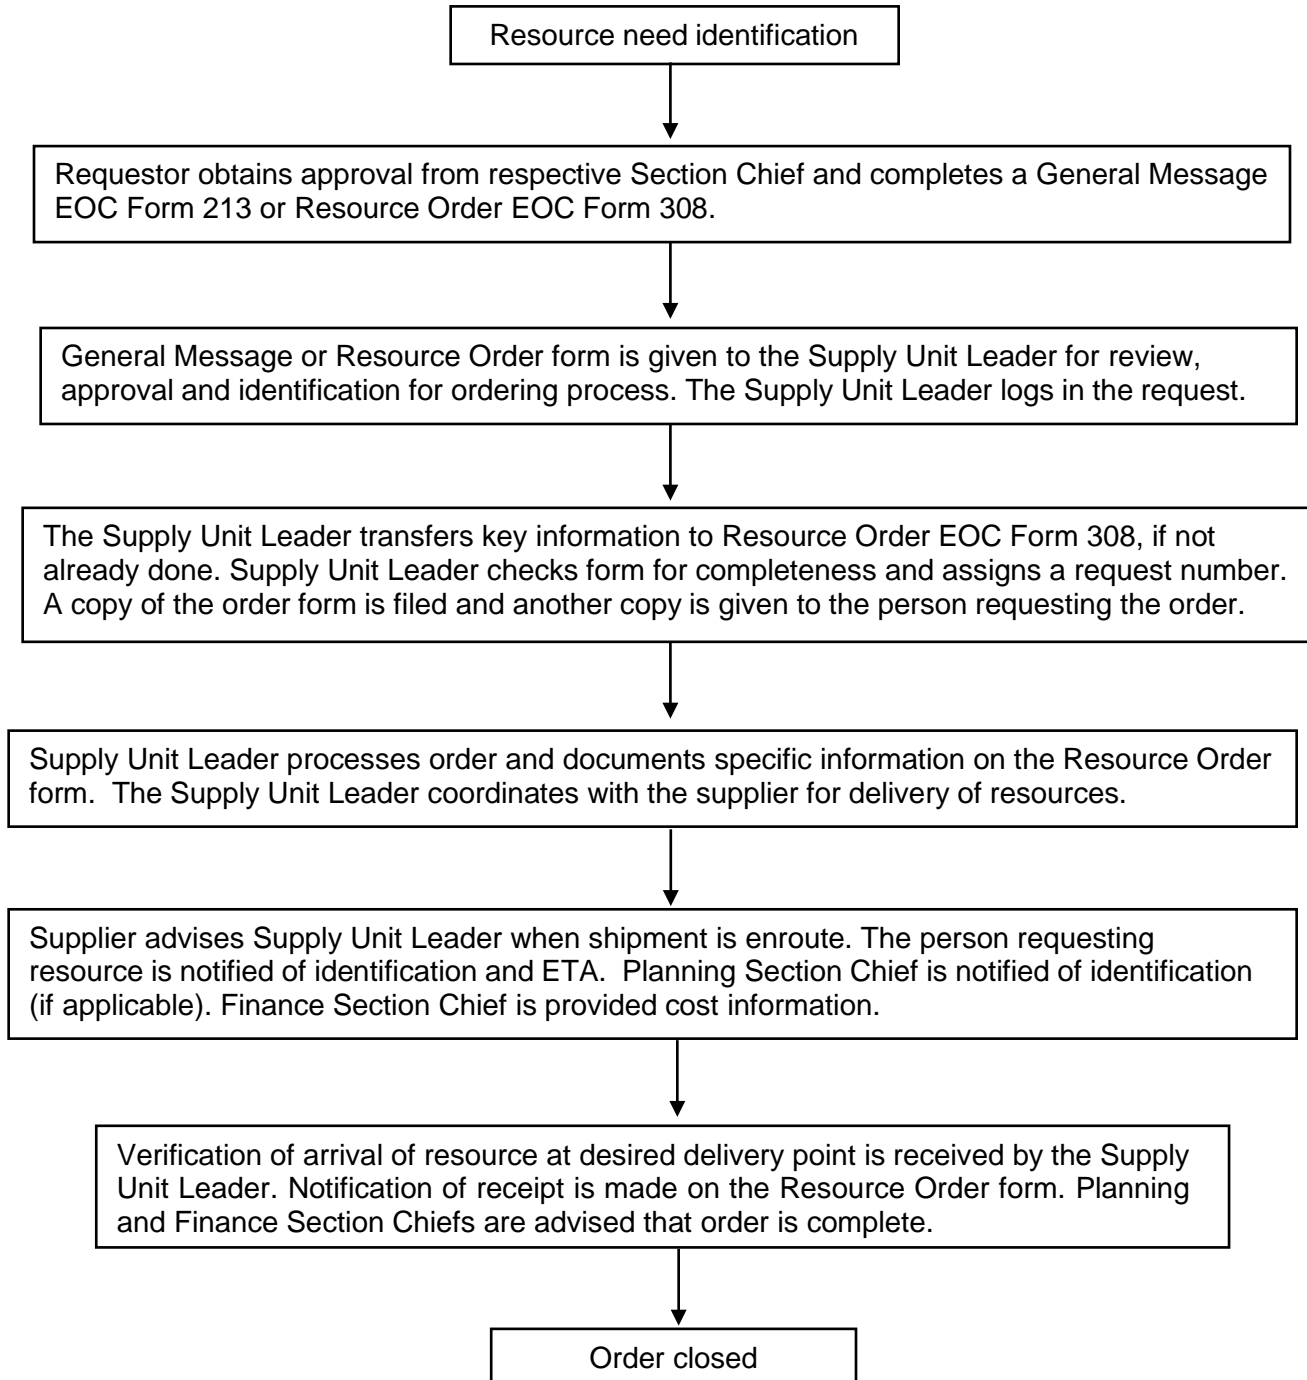 Resource need identification
Requestor obtains approval from respective Section Chief and completes a General Message
EOC Form 213 or Resource Order EOC Form 308.
General Message or Resource Order form is given to the Supply Unit Leader for review,
approval and identification for ordering process. The Supply Unit Leader logs in the request.
The Supply Unit Leader transfers key information to Resource Order EOC Form 308, if not
already done. Supply Unit Leader checks form for completeness and assigns a request number.
A copy of the order form is filed and another copy is given to the person requesting the order.
Supply Unit Leader processes order and documents specific information on the Resource Order
form.  The Supply Unit Leader coordinates with the supplier for delivery of resources.
Supplier advises Supply Unit Leader when shipment is enroute. The person requesting
resource is notified of identification and ETA.  Planning Section Chief is notified of identification
(if applicable). Finance Section Chief is provided cost information.
Verification of arrival of resource at desired delivery point is received by the Supply
Unit Leader. Notification of receipt is made on the Resource Order form. Planning
and Finance Section Chiefs are advised that order is complete.
Order closed